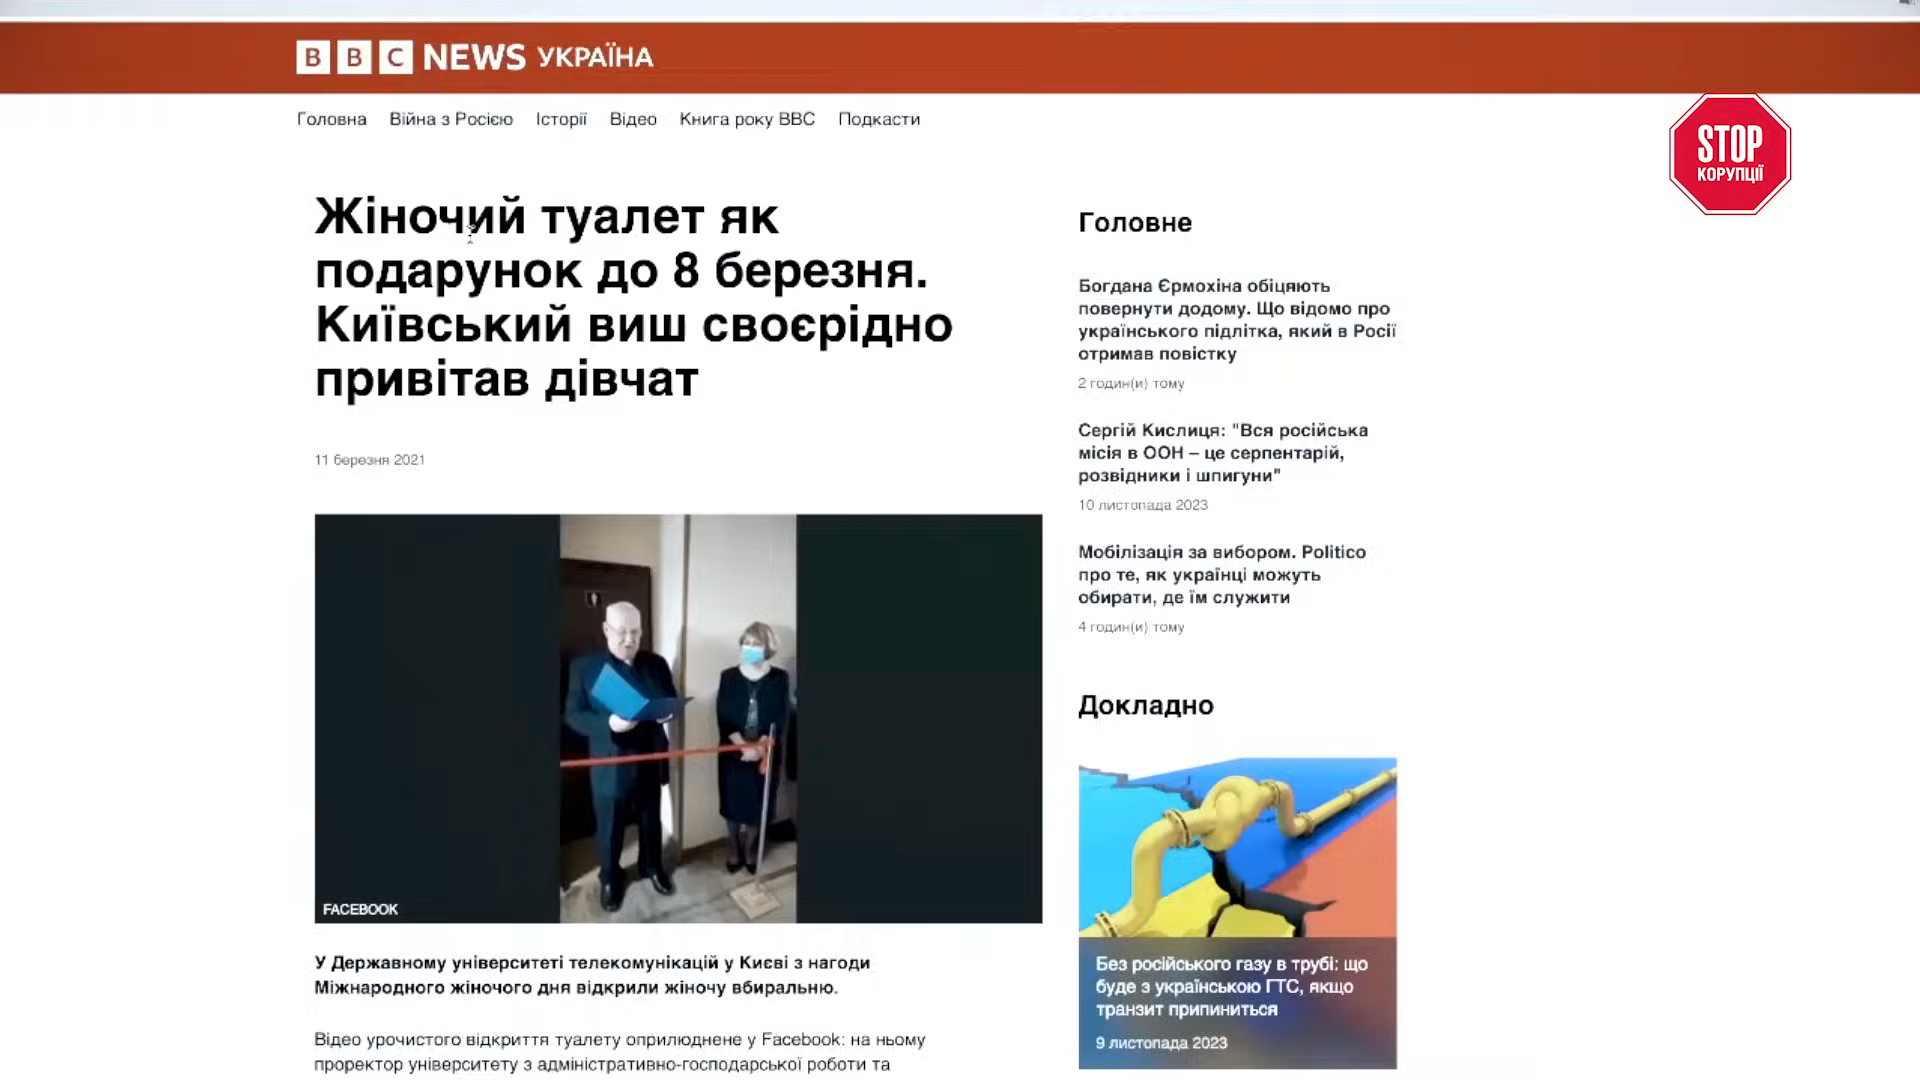 BBC NEWS УКРАЇНА
Головна Війна з Росією Історії Відео Книга року BBC Подкасти
STOP
КОРУПЦІЇ
Жіночий туалет як
подарунок до 8 березня.
Київський виш своєрідно
привітав дівчат
11 березня 2021
FACEBOOK
У Державному університеті телекомунікацій у Києві з нагоди
Міжнародного жіночого дня відкрили жіночу вбиральню.
Відео урочистого відкриття туалету оприлюднене у Facebook: на ньому
проректор університету з адміністративно-господарської роботи та
Головне
Богдана Єрмохіна обіцяють
повернути додому. Що відомо про
українського підлітка, який в Росії
отримав повістку
2 годин(и) тому
Сергій Кислиця: "Вся російська
місія в ООН – це серпентарій,
розвідники і шпигуни"
10 листопада 2023
Мобілізація за вибором. Politico
про те, як українці можуть
обирати, де їм служити
4 годин(и) тому
Докладно
Без російського газу в трубі: що
буде з українською ГТС, якщо
транзит припиниться
9 листопада 2023